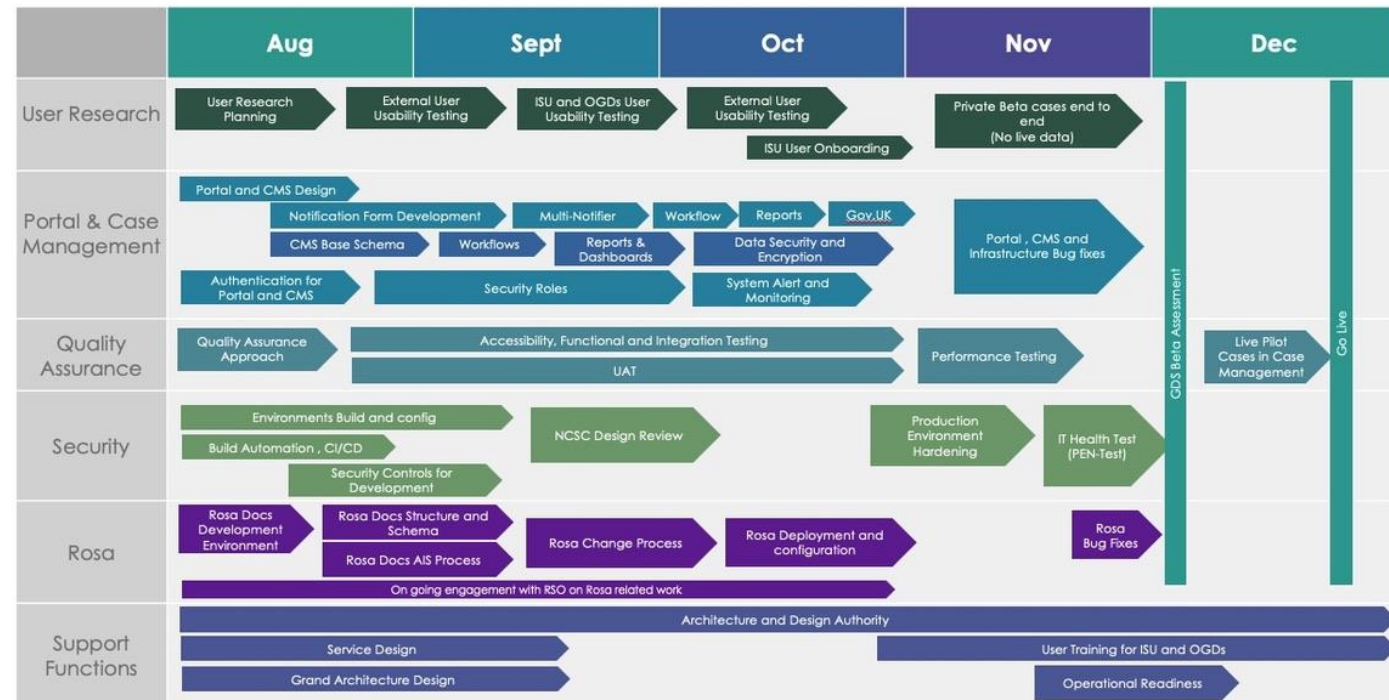 Aug
Sept
Oct
Nov
Dec
User Research
User Research
Planning
External User
Usability Testing
ISU and OGDs User
Usability Testing
External User
Usability Testing
ISU User Onboarding
Private Beta cases end to
end
(No live data)
Portal & Case
Management
Portal and CMS Design
Notification Form Development
Multi-Notifier
Workflow
Reports
Gov.UK
CMS Base Schema
Workflows
Reports &
Dashboards
Data Security and
Encryption
Authentication for
Portal and CMS
Security Roles
System Alert and
Monitoring
Portal , CMS and
Infrastructure Bug fixes
Quality
Assurance
Quality Assurance
Approach
Accessibility, Functional and Integration Testing
UAT
Performance Testing
GDS Beta Assessment
Live Pilot
Cases in Case
Management
Go Live
Security
Environments Build and config
Build Automation , CI/CD
Security Controls for
Development
NCSC Design Review
Production
Environment
Hardening
IT Health Test
(PEN-Test)
Rosa
Rosa Docs
Development
Environment
Rosa Docs Structure and
Schema
Rosa Docs AIS Process
Rosa Change Process
Rosa Deployment and
configuration
Rosa
Bug Fixes
On going engagement with RSO on Rosa related work
Support
Functions
Architecture and Design Authority
Service Design
User Training for ISU and OGDs
Grand Architecture Design
Operational Readiness